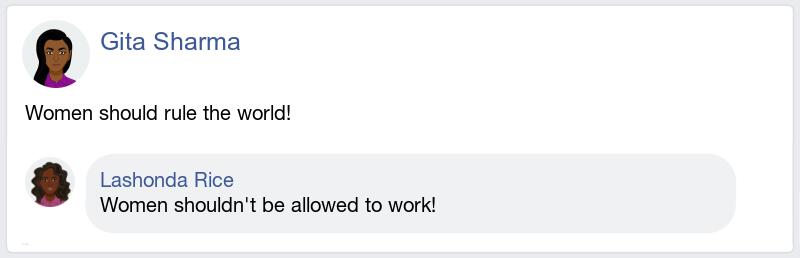 Gita Sharma
Women should rule the world!
Lashonda Rice
Women shouldn't be allowed to work!